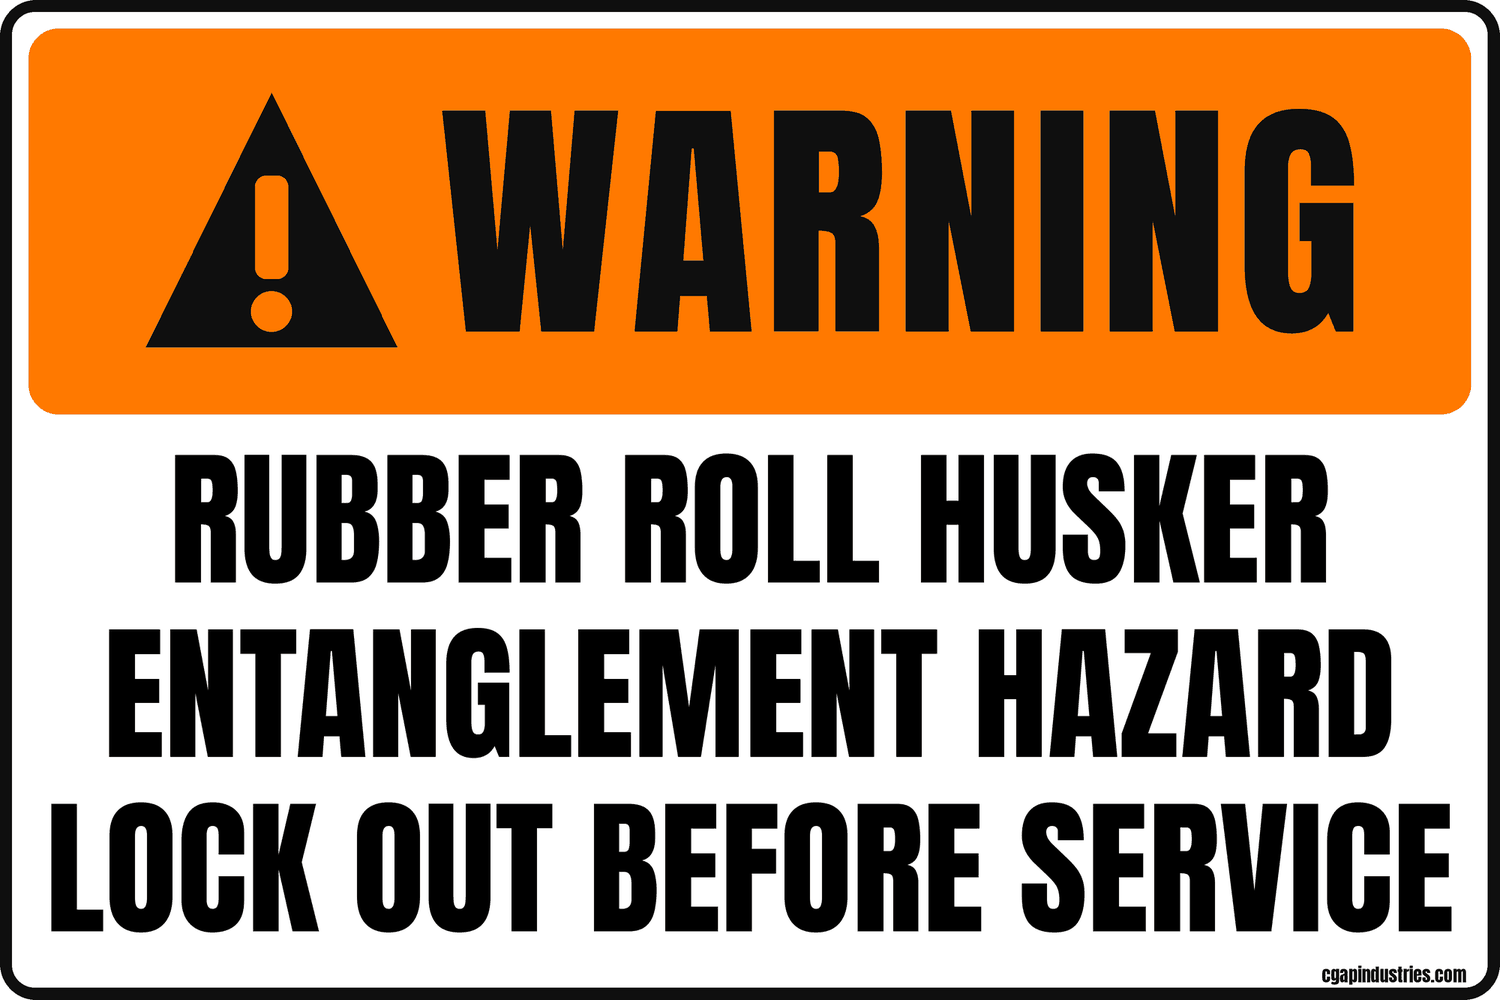 WARNING
RUBBER ROLL HUSKER
ENTANGLEMENT HAZARD
LOCK OUT BEFORE SERVICE
cgapindustries.com